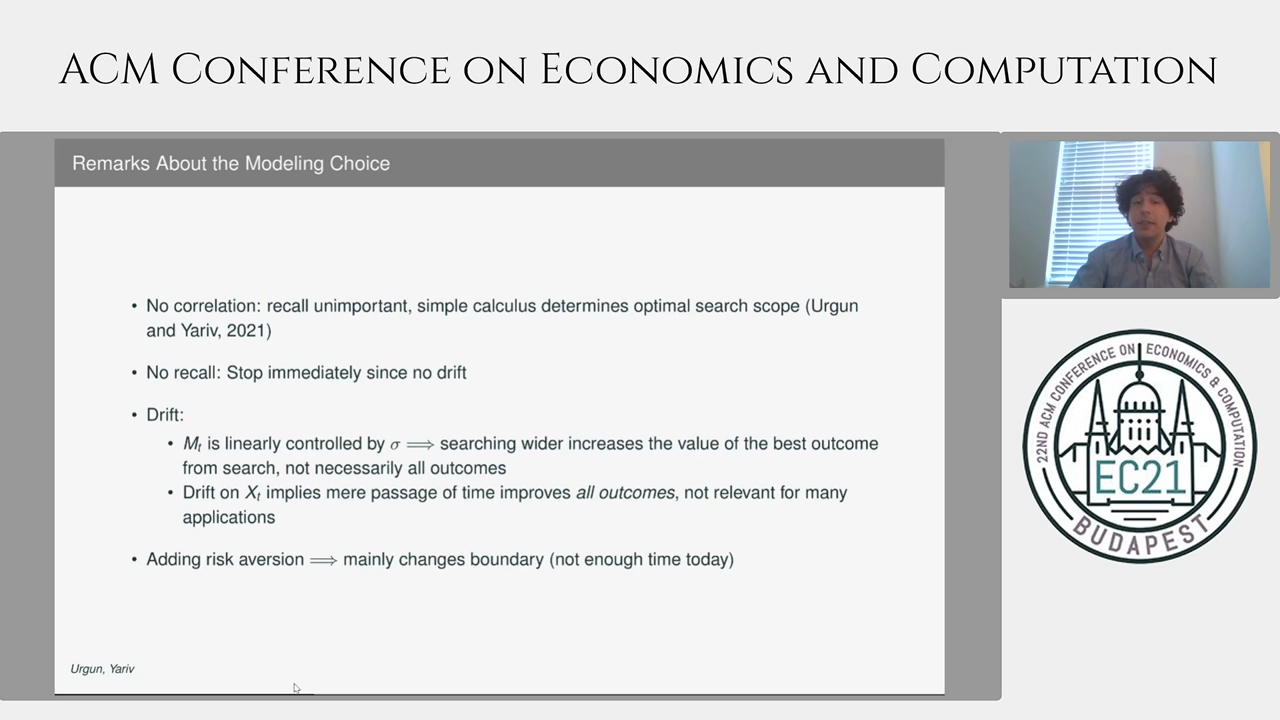 ACM Conference on Economics and Computation
Remarks About the Modeling Choice
• No correlation: recall unimportant, simple calculus determines optimal search scope (Urgun
and Yariv, 2021)
• No recall: Stop immediately since no drift
• Drift:
• Mₜ is linearly controlled by σ ⟹ searching wider increases the value of the best outcome
from search, not necessarily all outcomes
• Drift on Xₜ implies mere passage of time improves all outcomes, not relevant for many
applications
• Adding risk aversion ⟹ mainly changes boundary (not enough time today)
Urgun, Yariv
22ND ACM CONFERENCE ON ECONOMICS & COMPUTATION
EC21
BUDAPEST